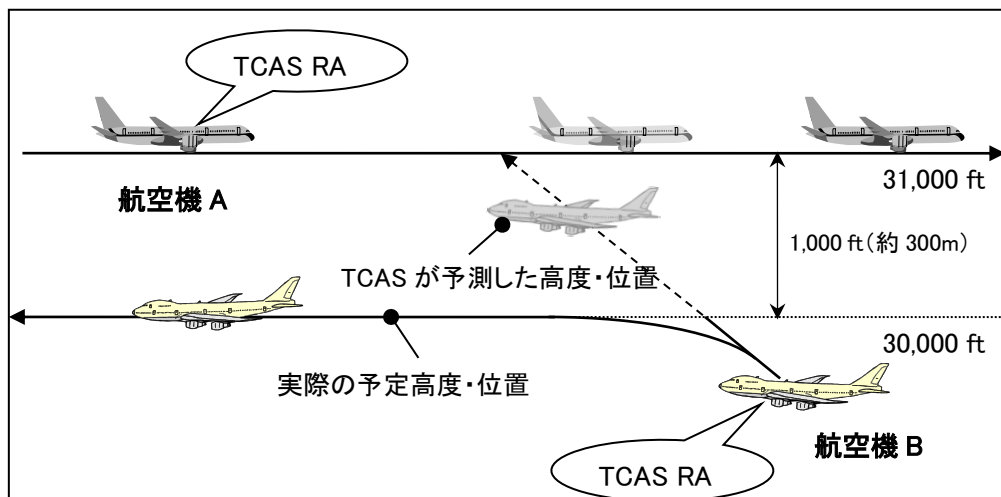 TCAS RA
航空機 A
31,000 ft
1,000 ft(約 300m)
TCAS が予測した高度・位置
30,000 ft
実際の予定高度・位置
航空機 B
TCAS RA